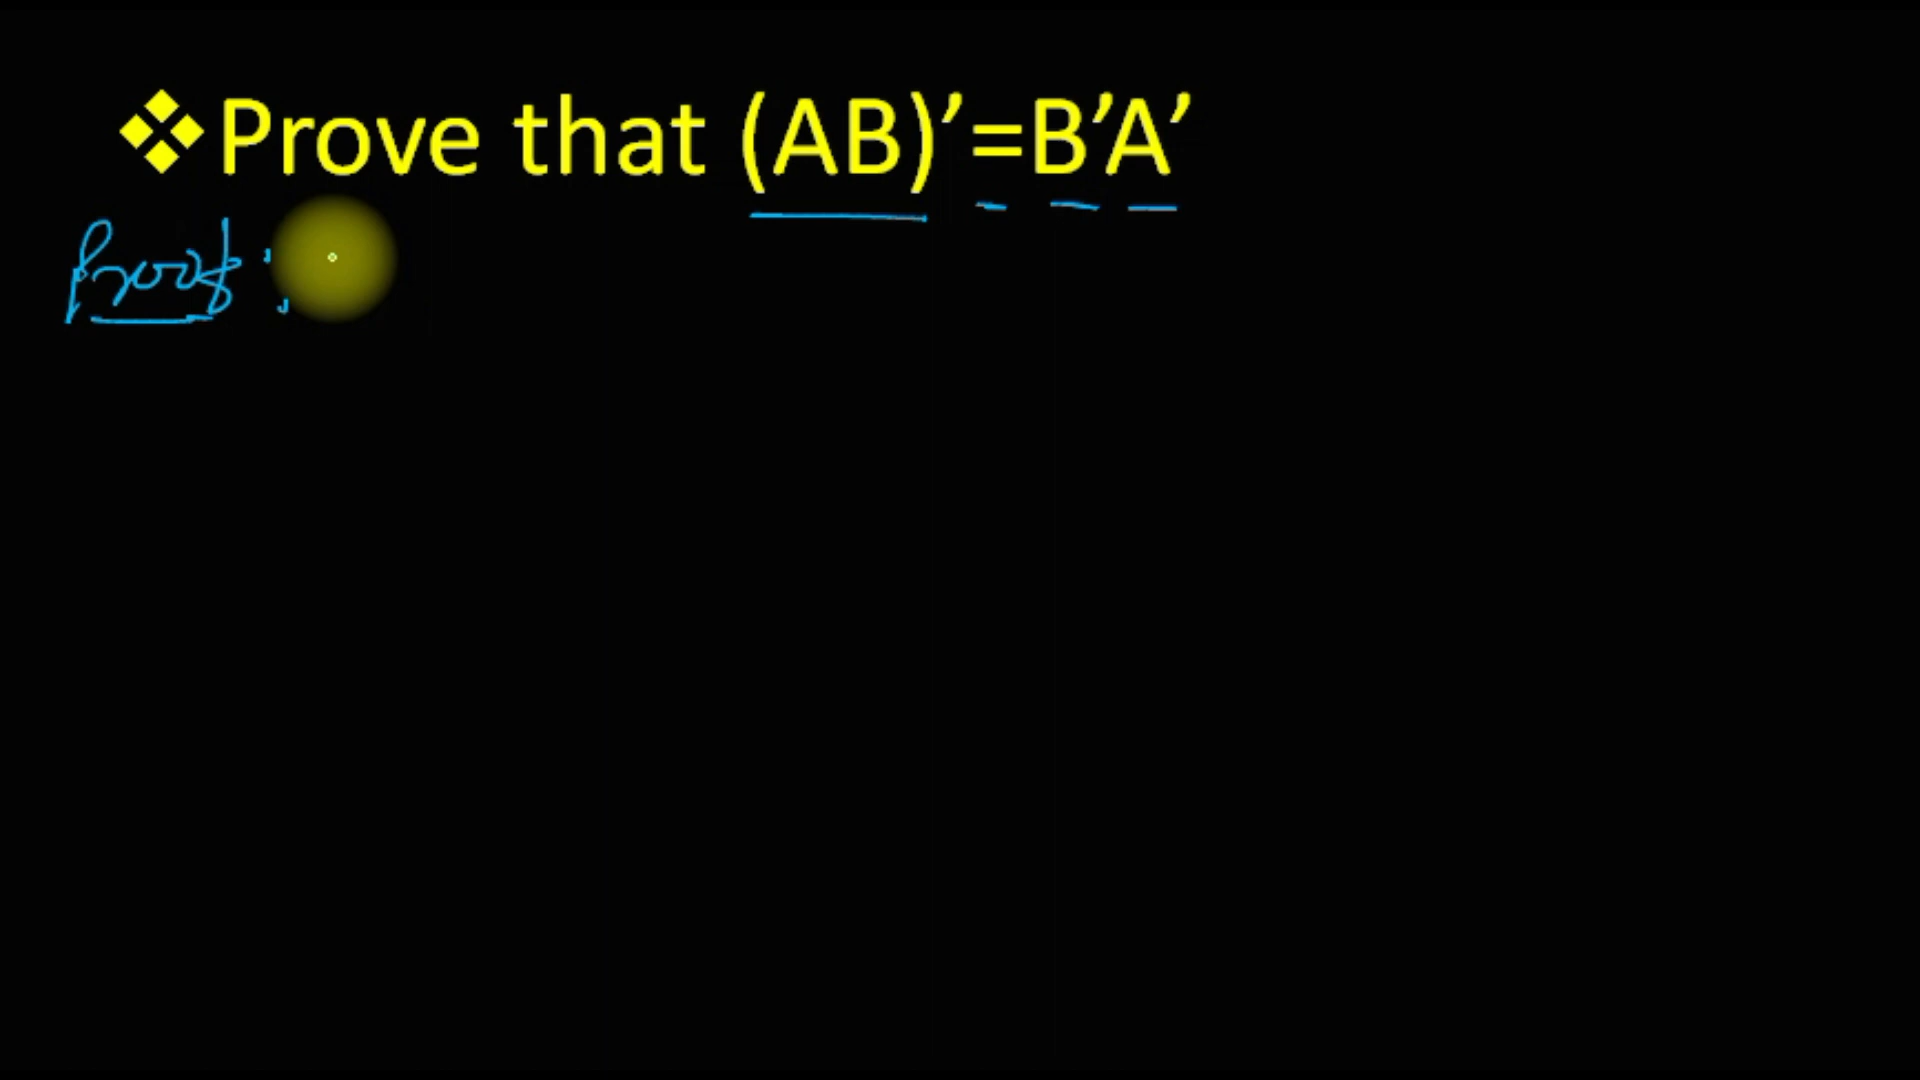 ❖Prove that (AB)’=B’A’
Proof :